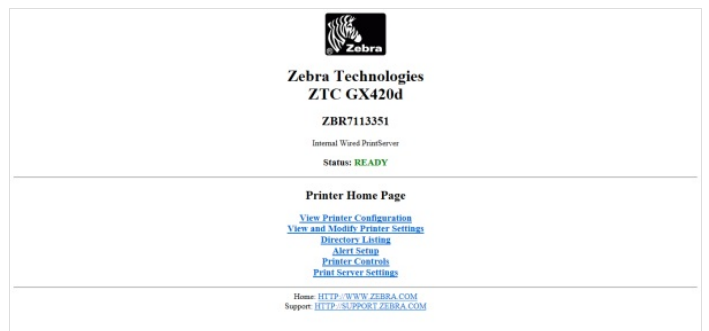 Zebra
Zebra Technologies
ZTC GX420d
ZBR7113351
Internal Wired PrintServer
Status: READY
Printer Home Page
View Printer Configuration
View and Modify Printer Settings
Directory Listing
Alert Setup
Printer Controls
Print Server Settings
Home: HTTP://WWW.ZEBRA.COM
Support: HTTP://SUPPORT.ZEBRA.COM